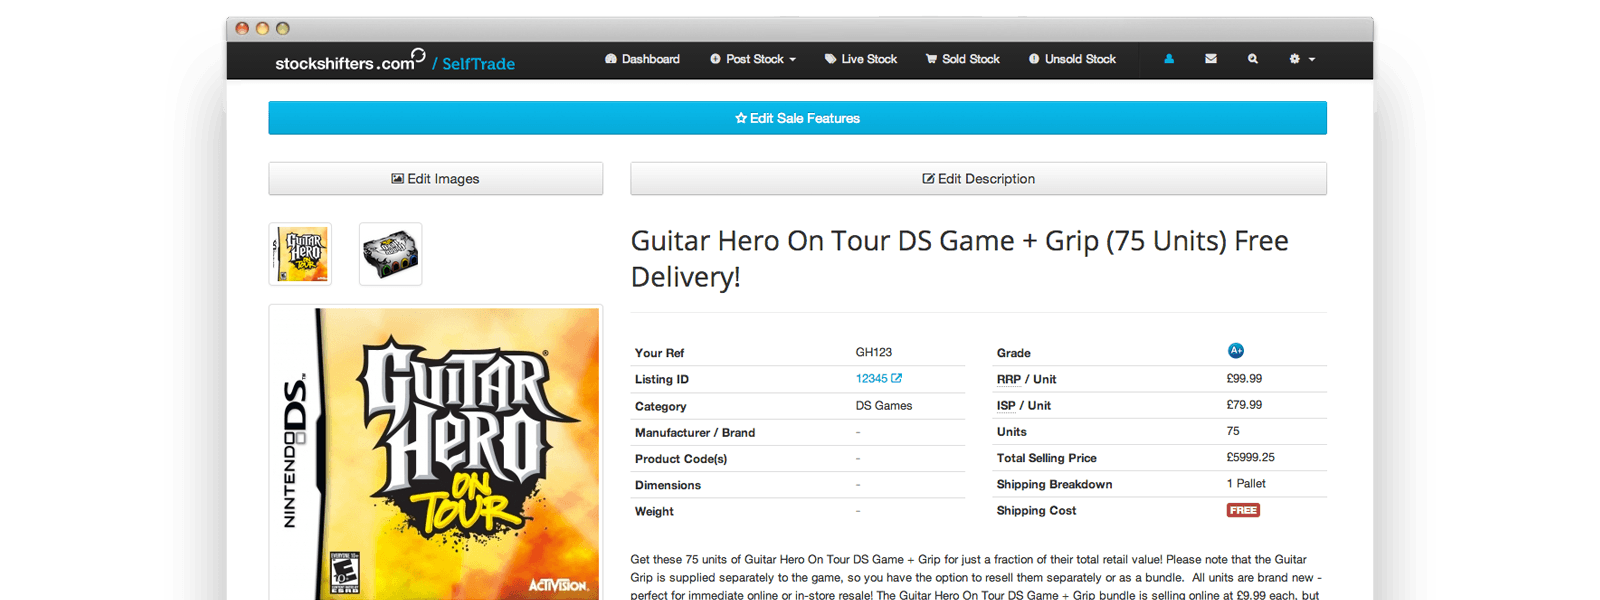 stockshifters.com / SelfTrade
Dashboard
Post Stock
Live Stock
Sold Stock
Unsold Stock
Edit Sale Features
Edit Images
Edit Description
GUITAR HERO ON TOUR
Guitar Hero On Tour DS Game + Grip (75 Units) Free
Delivery!
NINTENDO DS™
GUITAR®
HERO
ON
TOUR
EVERYONE 10+
E
10+
ESRB
ACTIVISION.
Your Ref GH123
Listing ID 12345
Category DS Games
Manufacturer / Brand -
Product Code(s) -
Dimensions -
Weight -
Grade A+
RRP / Unit £99.99
ISP / Unit £79.99
Units 75
Total Selling Price £5999.25
Shipping Breakdown 1 Pallet
Shipping Cost FREE
Get these 75 units of Guitar Hero On Tour DS Game + Grip for just a fraction of their total retail value! Please note that the Guitar
Grip is supplied separately to the game, so you have the option to resell them separately or as a bundle. All units are brand new -
perfect for immediate online or in-store resale! The Guitar Hero On Tour DS Game + Grip bundle is selling online at £9.99 each, but